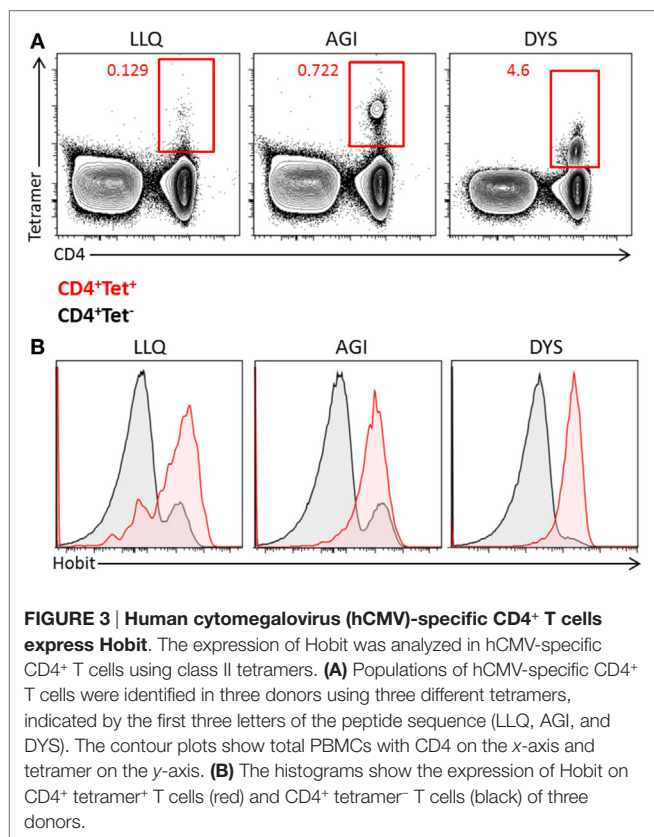 A
LLQ
AGI
DYS
0.129
0.722
4.6
Tetramer
CD4
CD4⁺Tet⁺
CD4⁺Tet⁻
B
LLQ
AGI
DYS
Hobit
FIGURE 3 | Human cytomegalovirus (hCMV)-specific CD4⁺ T cells
express Hobit. The expression of Hobit was analyzed in hCMV-specific
CD4⁺ T cells using class II tetramers. (A) Populations of hCMV-specific CD4⁺
T cells were identified in three donors using three different tetramers,
indicated by the first three letters of the peptide sequence (LLQ, AGI, and
DYS). The contour plots show total PBMCs with CD4 on the x-axis and
tetramer on the y-axis. (B) The histograms show the expression of Hobit on
CD4⁺ tetramer⁺ T cells (red) and CD4⁺ tetramer⁻ T cells (black) of three
donors.